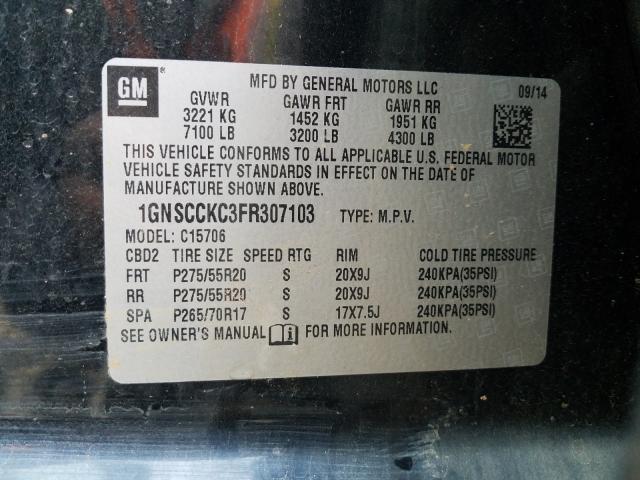 GM ®
MFD BY GENERAL MOTORS LLC 09/14
GVWR GAWR FRT GAWR RR
3221 KG 1452 KG 1951 KG
7100 LB 3200 LB 4300 LB
THIS VEHICLE CONFORMS TO ALL APPLICABLE U.S. FEDERAL MOTOR
VEHICLE SAFETY STANDARDS IN EFFECT ON THE DATE OF
MANUFACTURE SHOWN ABOVE.
1GNSCCKC3FR307103 TYPE: M.P.V.
MODEL: C15706
CBD2 TIRE SIZE SPEED RTG RIM COLD TIRE PRESSURE
FRT P275/55R20 S 20X9J 240KPA(35PSI)
RR P275/55R20 S 20X9J 240KPA(35PSI)
SPA P265/70R17 S 17X7.5J 240KPA(35PSI)
SEE OWNER'S MANUAL FOR MORE INFORMATION.